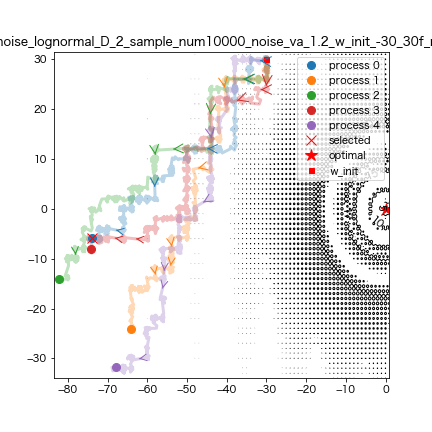 noise_lognormal_D_2_sample_num10000_noise_va_1.2_w_init_-30_30f_r
30
20
10
0
−10
−20
−30
−80
−70
−60
−50
−40
−30
−20
−10
0
process 0
process 1
process 2
process 3
process 4
selected
optimal
w_init